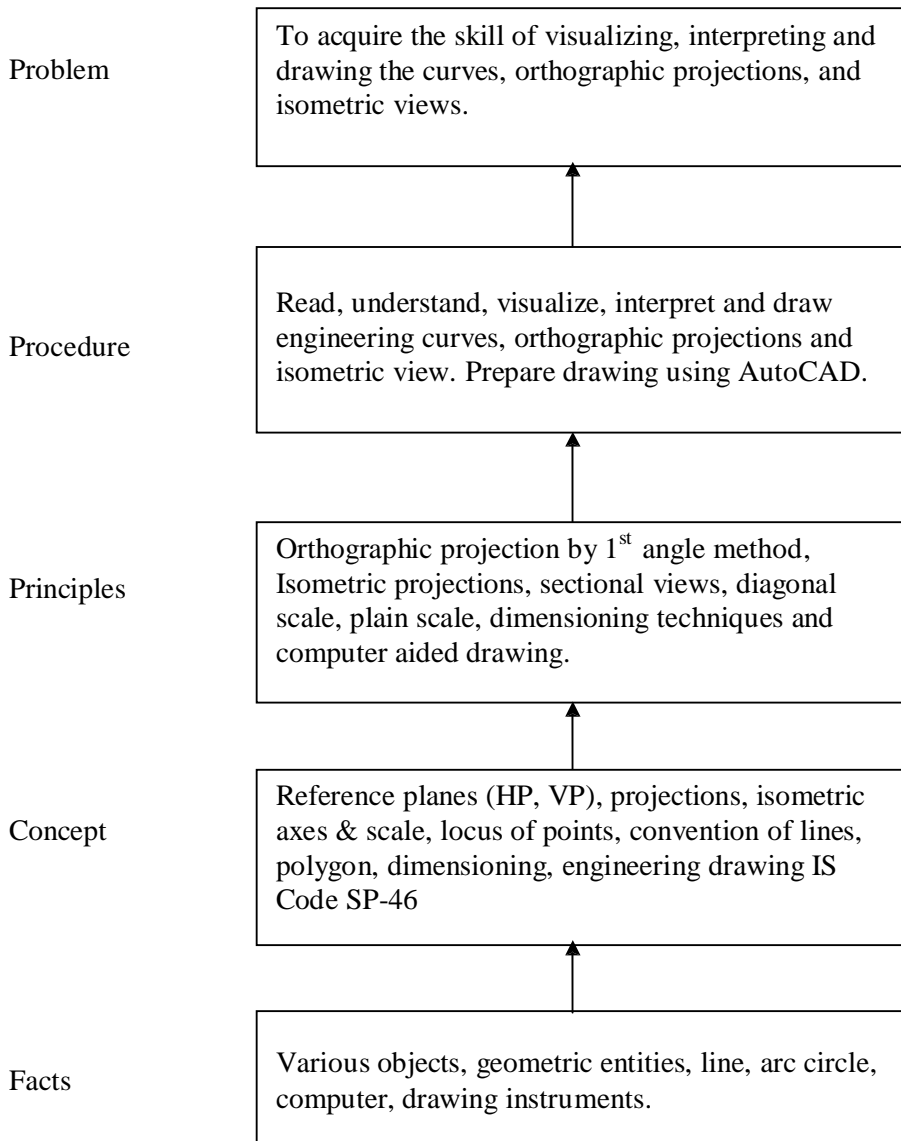 Problem
To acquire the skill of visualizing, interpreting and
drawing the curves, orthographic projections, and
isometric views.
Procedure
Read, understand, visualize, interpret and draw
engineering curves, orthographic projections and
isometric view. Prepare drawing using AutoCAD.
Principles
Orthographic projection by 1st angle method,
Isometric projections, sectional views, diagonal
scale, plain scale, dimensioning techniques and
computer aided drawing.
Concept
Reference planes (HP, VP), projections, isometric
axes & scale, locus of points, convention of lines,
polygon, dimensioning, engineering drawing IS
Code SP-46
Facts
Various objects, geometric entities, line, arc circle,
computer, drawing instruments.